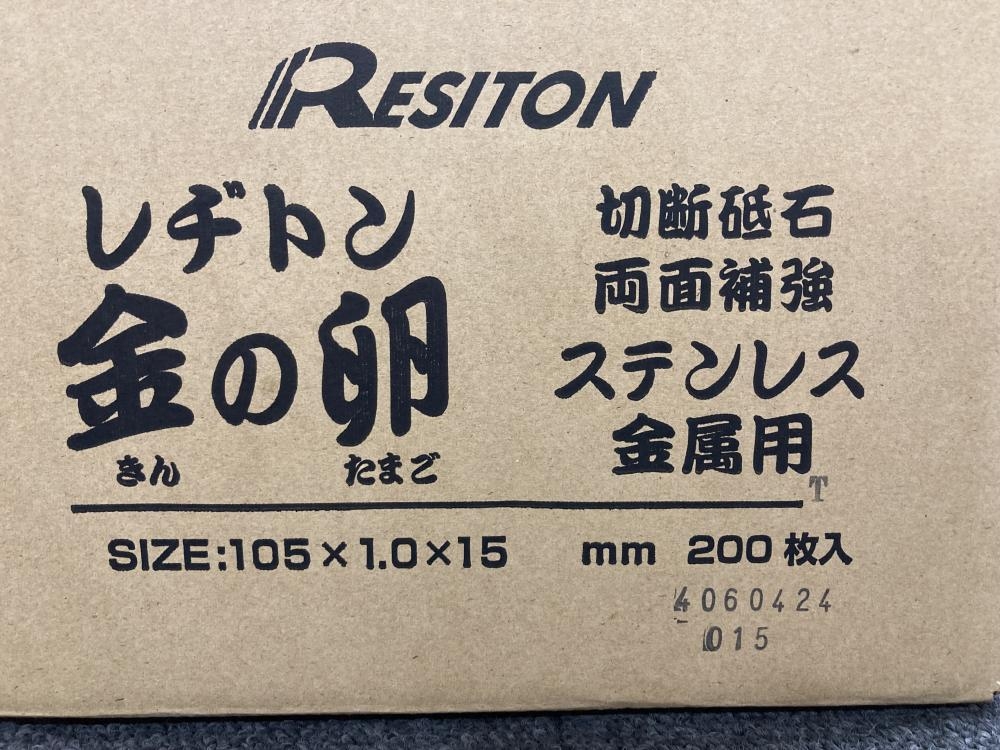 RESITON
レヂトン
金の卵
きん たまご
切断砥石
両面補強
ステンレス
金属用
T
SIZE:105×1.0×15 mm 200枚入
4060424
015